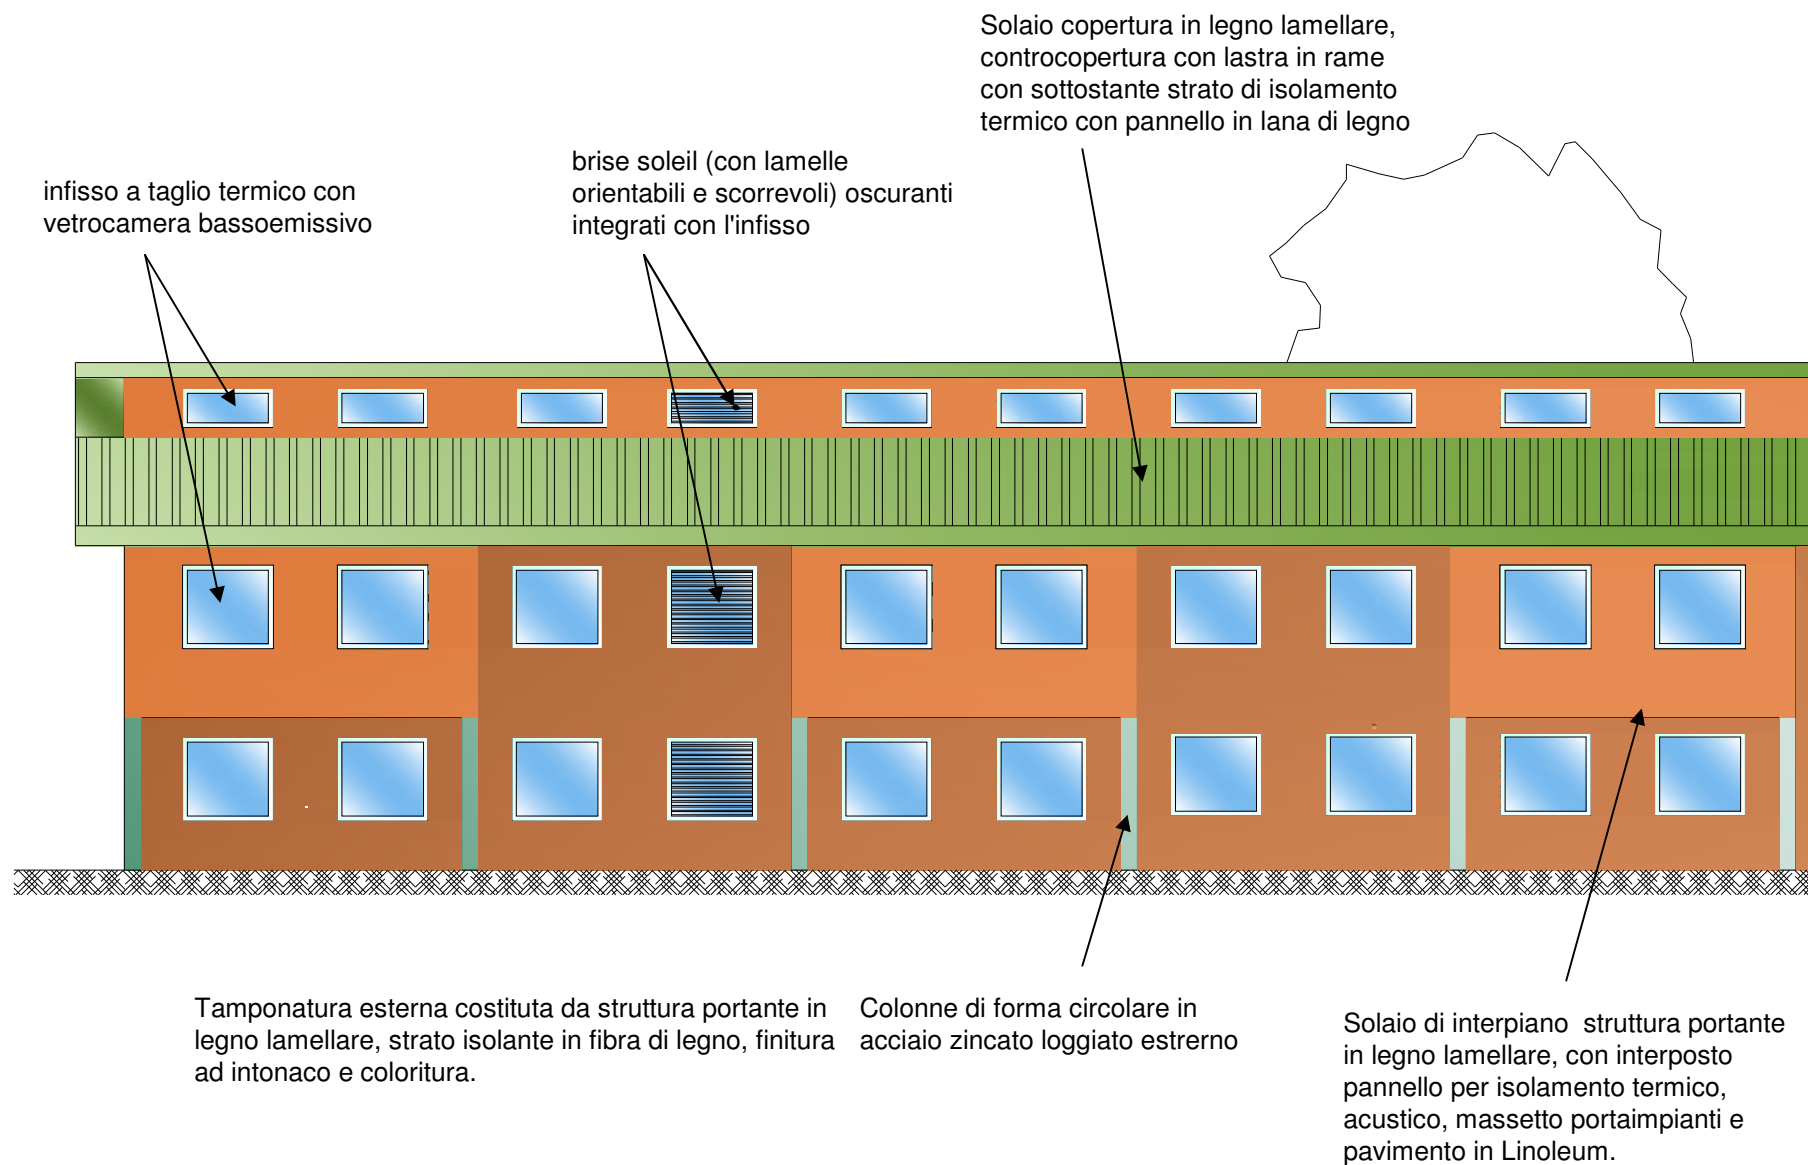 Solaio copertura in legno lamellare,
controcopertura con lastra in rame
con sottostante strato di isolamento
termico con pannello in lana di legno
brise soleil (con lamelle
orientabili e scorrevoli) oscuranti
integrati con l'infisso
infisso a taglio termico con
vetrocamera bassoemissivo
Tamponatura esterna costituta da struttura portante in
legno lamellare, strato isolante in fibra di legno, finitura
ad intonaco e coloritura.
Colonne di forma circolare in
acciaio zincato loggiato estrerno
Solaio di interpiano  struttura portante
in legno lamellare, con interposto
pannello per isolamento termico,
acustico, massetto portaimpianti e
pavimento in Linoleum.